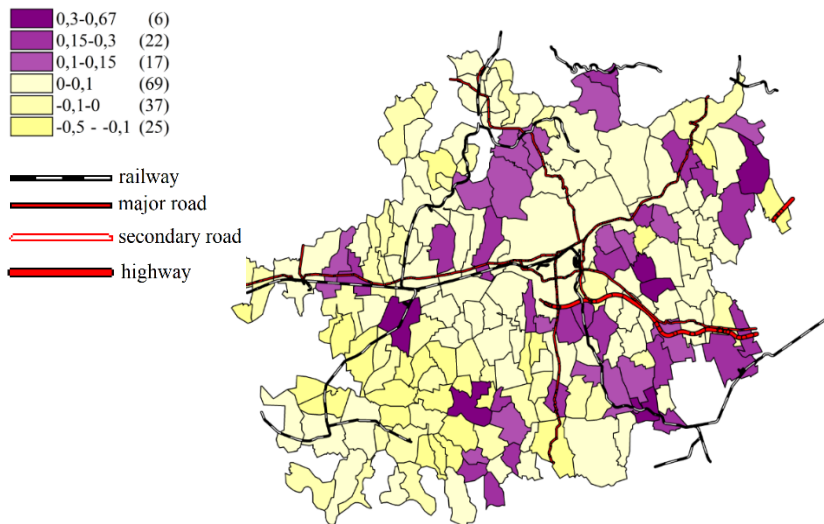 0,3-0,67 (6)
0,15-0,3 (22)
0,1-0,15 (17)
0-0,1 (69)
-0,1-0 (37)
-0,5 - -0,1 (25)
railway
major road
secondary road
highway